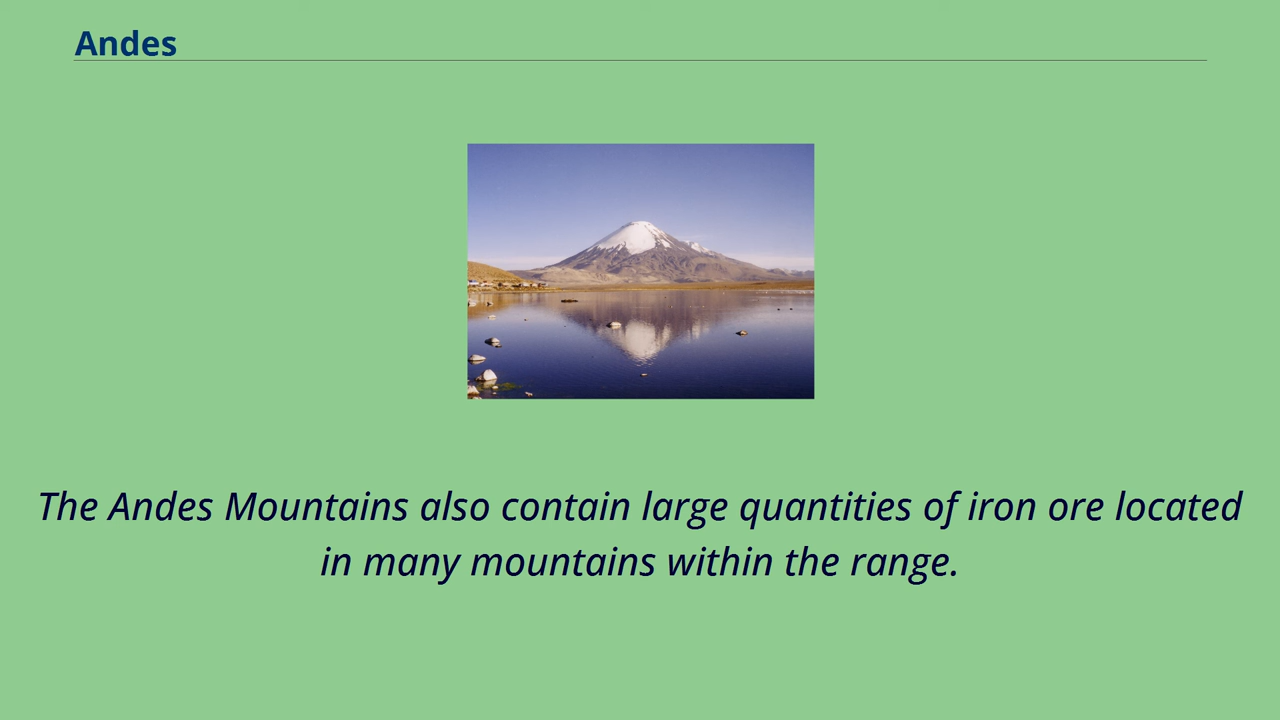 Andes
The Andes Mountains also contain large quantities of iron ore located
in many mountains within the range.